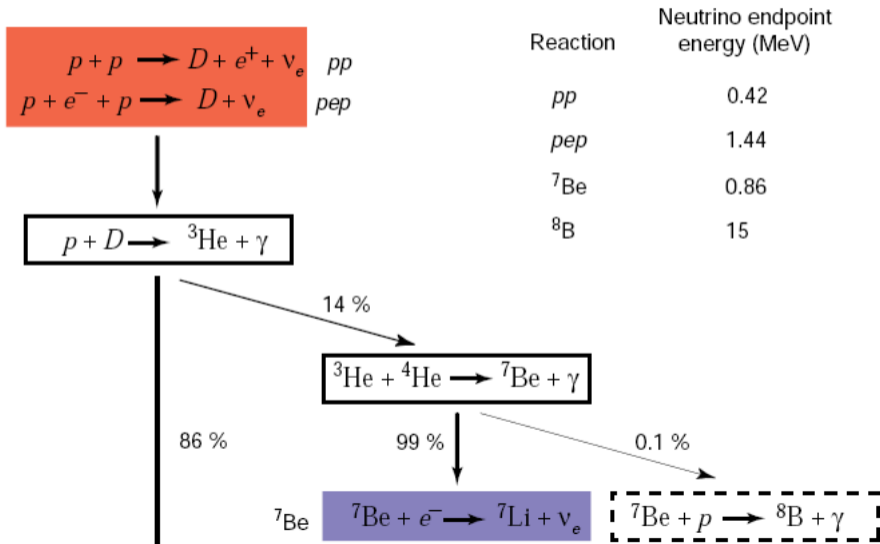 p + p → D + e⁺ + νₑ pp
p + e⁻ + p → D + νₑ pep
Reaction Neutrino endpoint energy (MeV)
pp 0.42
pep 1.44
⁷Be 0.86
⁸B 15
p + D → ³He + γ
14 %
³He + ⁴He → ⁷Be + γ
86 %
99 %
0.1 %
⁷Be ⁷Be + e⁻ → ⁷Li + νₑ
⁷Be + p → ⁸B + γ